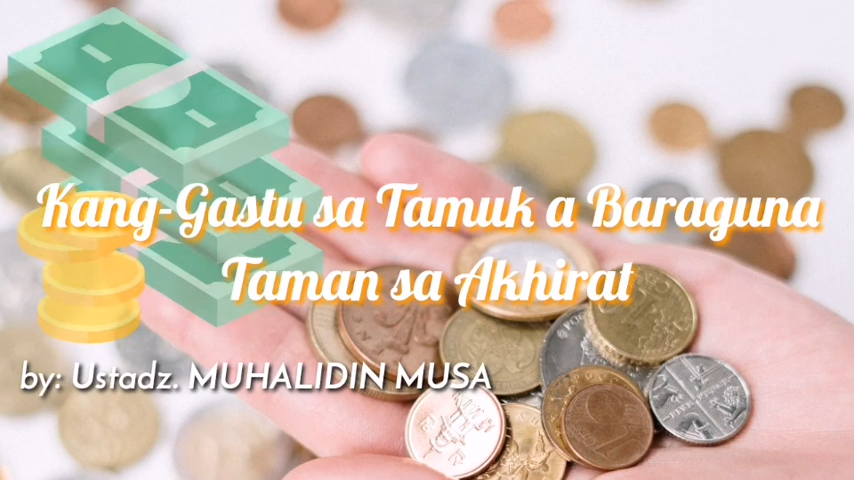 Kang-Gastu sa Tamuk a Baraguna
Taman sa Akhirat
by: Ustadz. MUHALIDIN MUSA